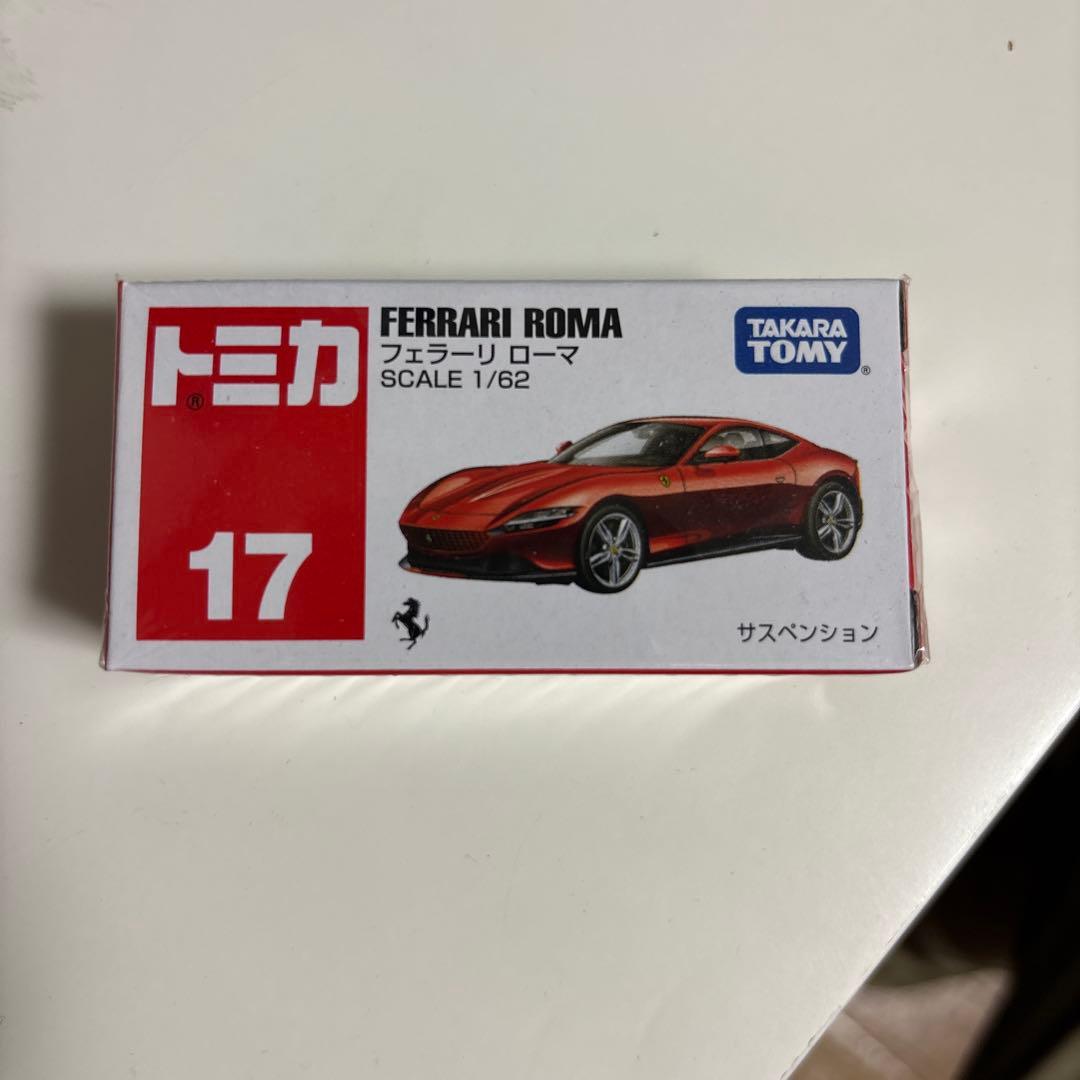 トミカ®
17
FERRARI ROMA
フェラーリ ローマ
SCALE 1/62
TAKARA
TOMY®
サスペンション